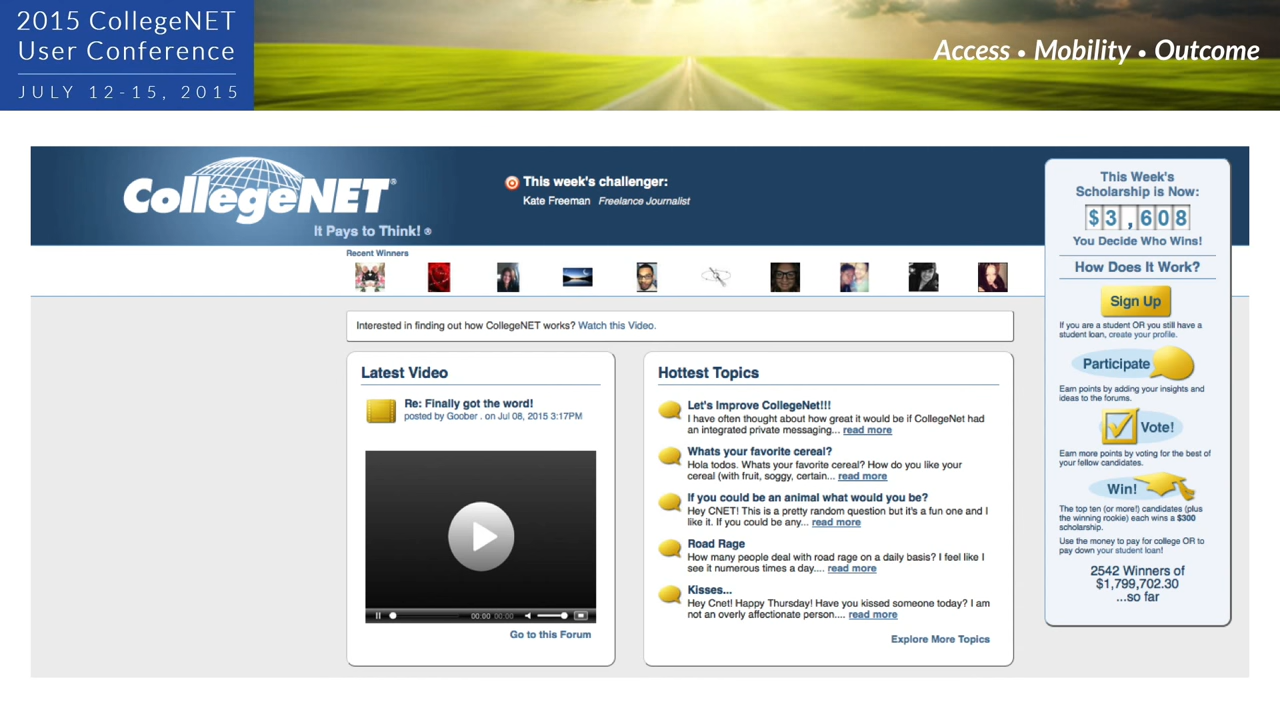 2015 CollegeNET
User Conference
JULY 12-15, 2015
Access • Mobility • Outcome
CollegeNET®
It Pays to Think! ®
This week's challenger:
Kate Freeman Freelance Journalist
Recent Winners
Interested in finding out how CollegeNET works? Watch this Video.
Latest Video
Re: Finally got the word!
posted by Goober . on Jul 08, 2015 3:17PM
00:00 00:00
Go to this Forum
Hottest Topics
Let's Improve CollegeNet!!!
I have often thought about how great it would be if CollegeNet had
an integrated private messaging... read more
Whats your favorite cereal?
Hola todos. Whats your favorite cereal? How do you like your
cereal (with fruit, soggy, certain... read more
If you could be an animal what would you be?
Hey CNET! This is a pretty random question but it's a fun one and I
like it. If you could be any... read more
Road Rage
How many people deal with road rage on a daily basis? I feel like I
see it numerous times a day.... read more
Kisses...
Hey Cnet! Happy Thursday! Have you kissed someone today? I am
not an overly affectionate person.... read more
Explore More Topics
This Week's
Scholarship is Now:
$3,608
You Decide Who Wins!
How Does It Work?
Sign Up
If you are a student OR you still have a
student loan, create your profile.
Participate
Earn points by adding your insights and
ideas to the forums.
Vote!
Earn more points by voting for the best of
your fellow candidates.
Win!
The top ten (or more!) candidates (plus
the winning rookie) each wins a $300
scholarship.
Use the money to pay for college OR to
pay down your student loan!
2542 Winners of
$1,799,702.30
...so far